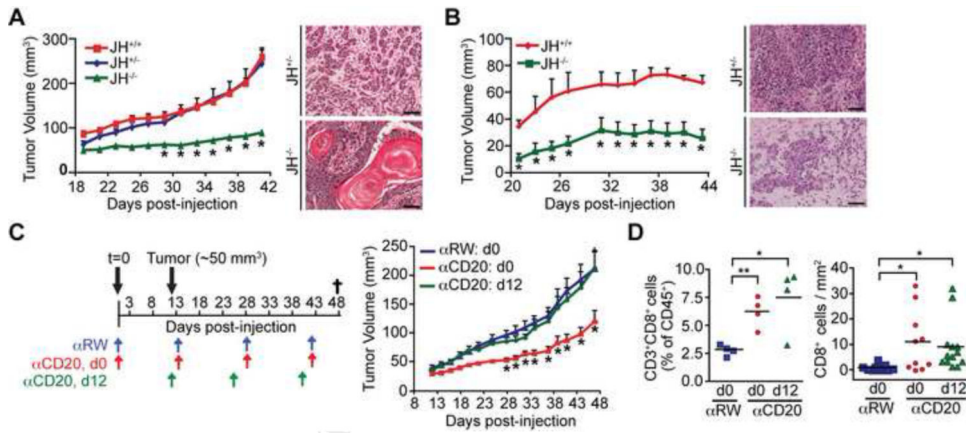 A
Tumor Volume (mm³)
300
200
100
0
JH+/+
JH+/-
JH-/-
* * * * * * *
18 22 26 30 34 38 42
Days post-injection
JH+/-
JH-/-
B
Tumor Volume (mm³)
100
80
60
40
20
0
JH+/+
JH-/-
* * * * * * * * * * *
20 26 32 38 44
Days post-injection
JH+/-
JH-/-
C
t=0 Tumor (~50 mm³)
3 8 13 18 23 28 33 38 43 48
Days post-injection
αRW
αCD20, d0
αCD20, d12
Tumor Volume (mm³)
250
200
150
100
50
0
αRW: d0
αCD20: d0
αCD20: d12
8 13 18 23 28 33 38 43 48
Days post-injection
D
CD3+CD8+ cells
(% of CD45+)
10.0
7.5
5.0
2.5
0.0
*
**
d0 d0 d12
αRW αCD20
CD8+ cells / mm²
40
30
20
10
0
*
*
d0 d0 d12
αRW αCD20